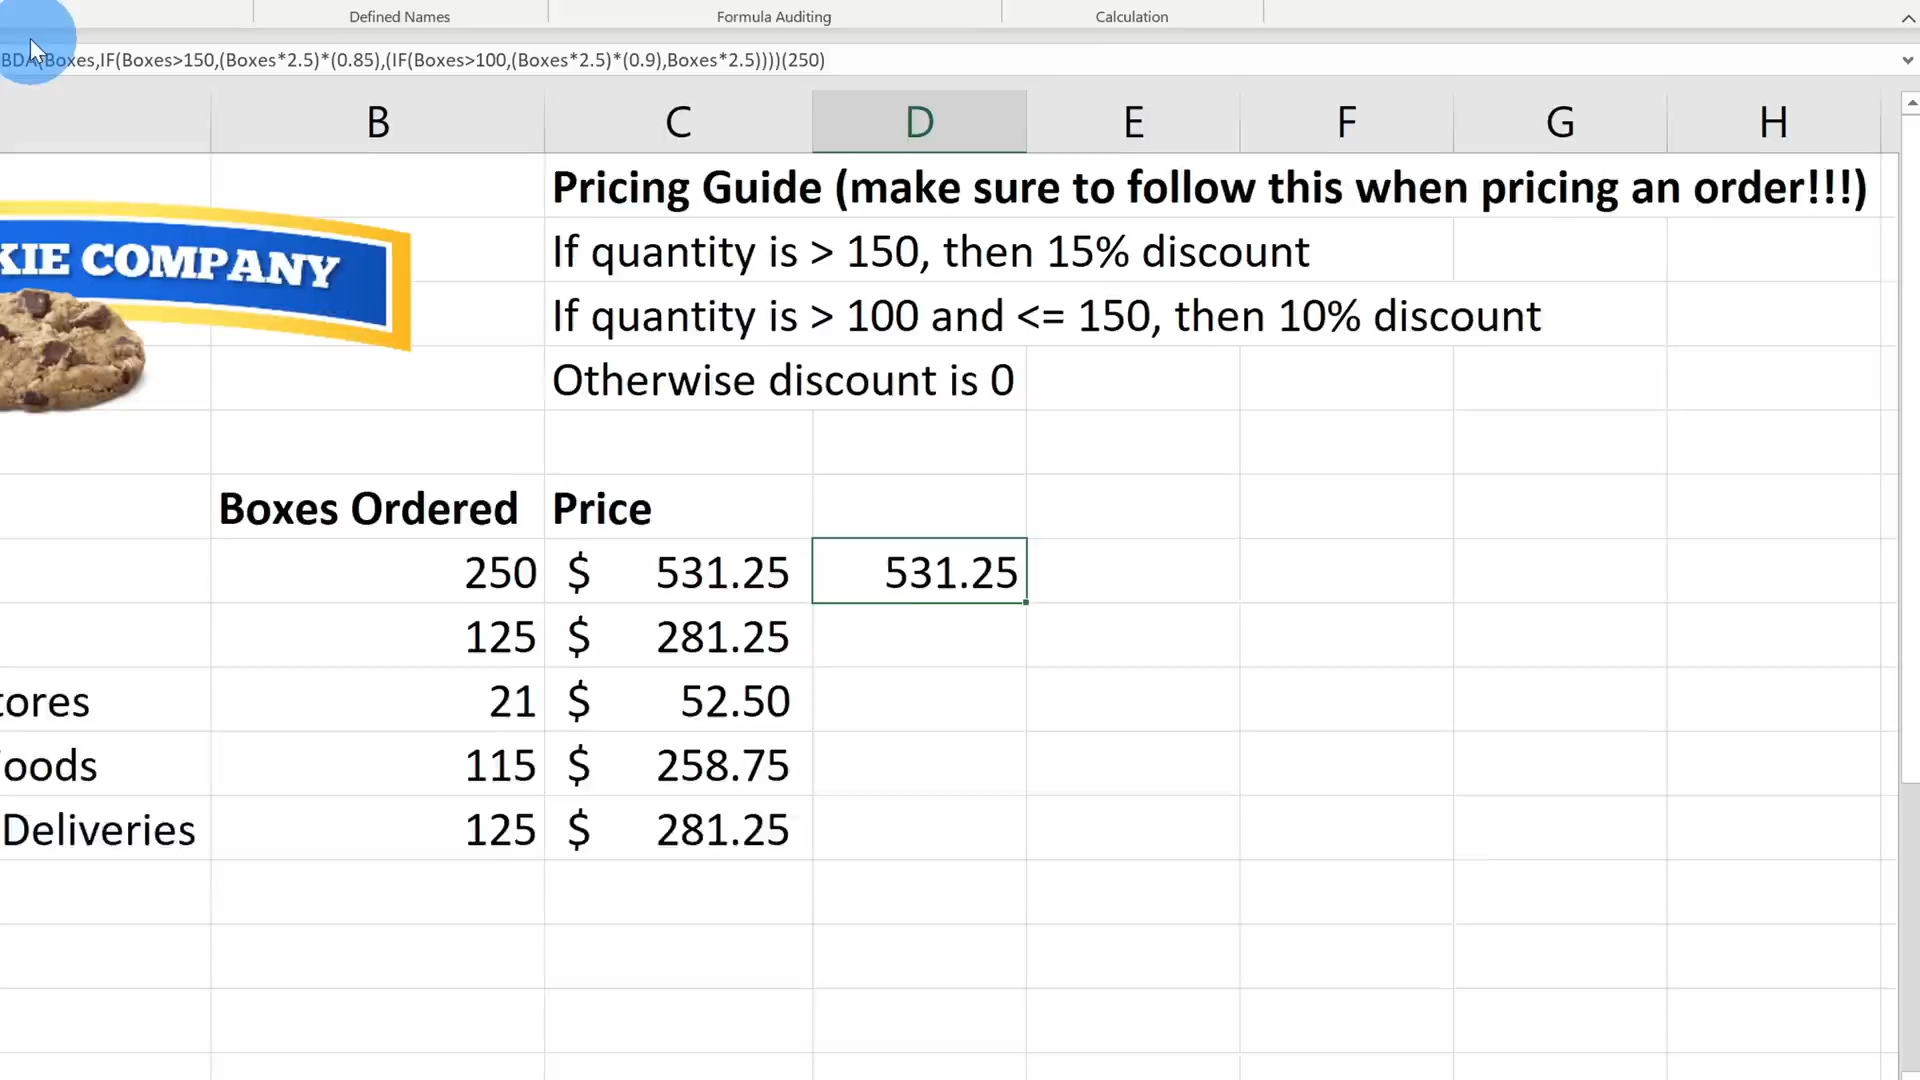 Defined Names Formula Auditing Calculation
BDA(Boxes,IF(Boxes>150,(Boxes*2.5)*(0.85),(IF(Boxes>100,(Boxes*2.5)*(0.9),Boxes*2.5))))(250)
B C D E F G H
Pricing Guide (make sure to follow this when pricing an order!!!)
KIE COMPANY
If quantity is > 150, then 15% discount
If quantity is > 100 and <= 150, then 10% discount
Otherwise discount is 0
Boxes Ordered Price
250 $ 531.25 531.25
125 $ 281.25
tores 21 $ 52.50
oods 115 $ 258.75
Deliveries 125 $ 281.25